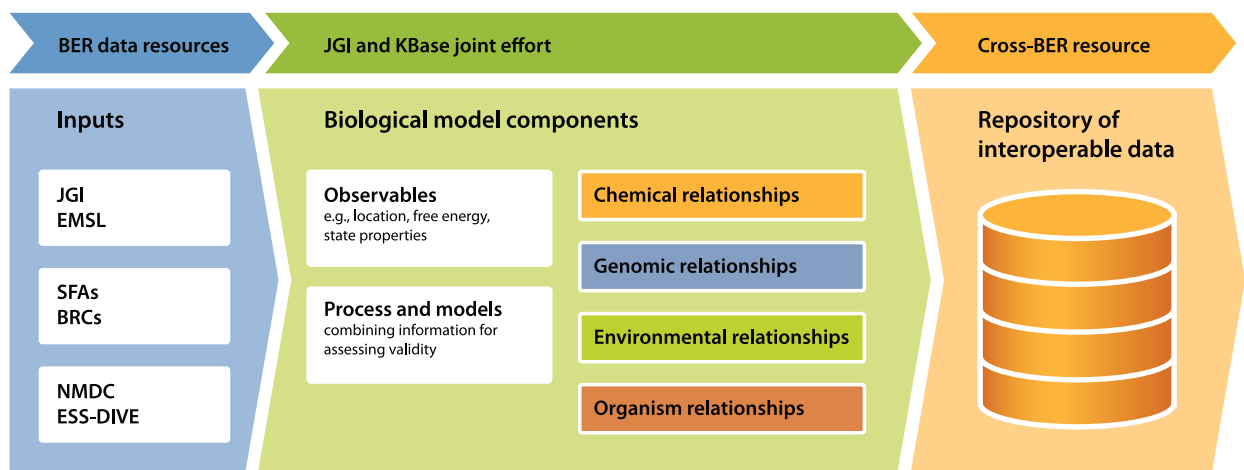 BER data resources
JGI and KBase joint effort
Cross-BER resource
Inputs
JGI
EMSL
SFAs
BRCs
NMDC
ESS-DIVE
Biological model components
Observables
e.g., location, free energy,
state properties
Process and models
combining information for
assessing validity
Chemical relationships
Genomic relationships
Environmental relationships
Organism relationships
Repository of
interoperable data